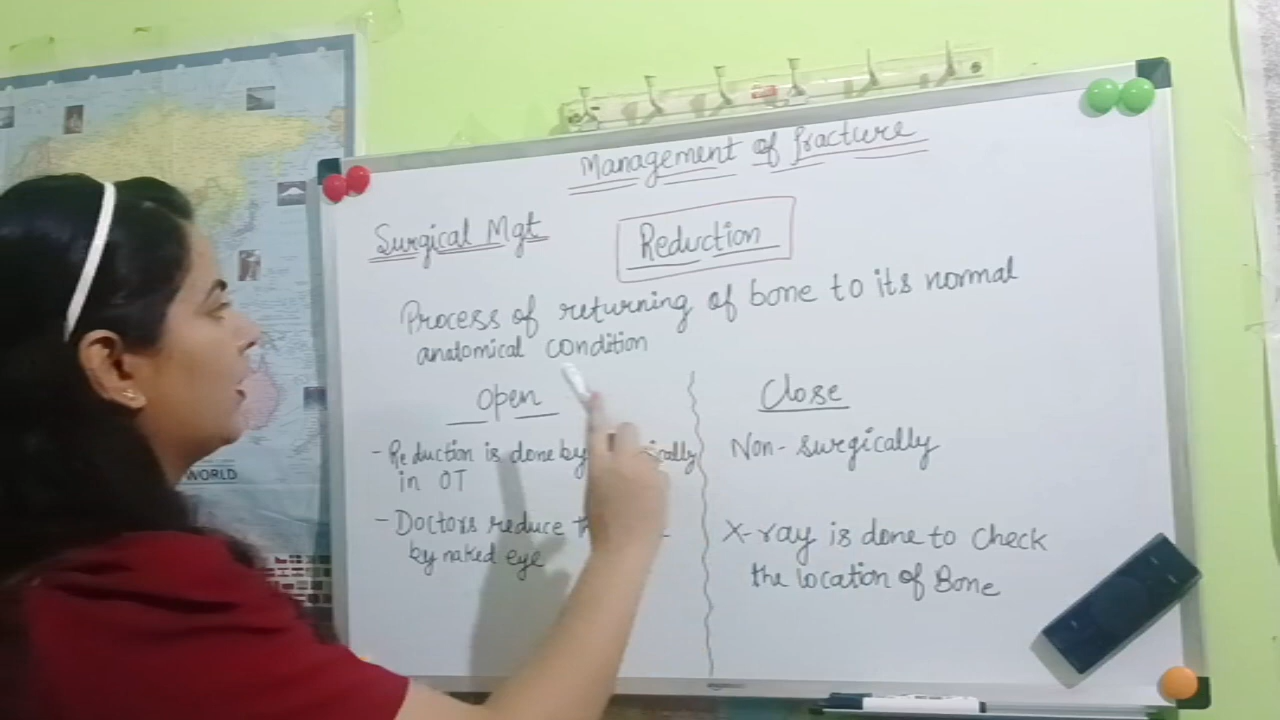 Management of fracture
Surgical Mgt
Reduction
Process of returning of bone to its normal
anatomical condition
Open
- Reduction is done by
in OT
- Doctors reduce
by naked eye
Close
Non-surgically
X-ray is done to check
the location of Bone
WORLD